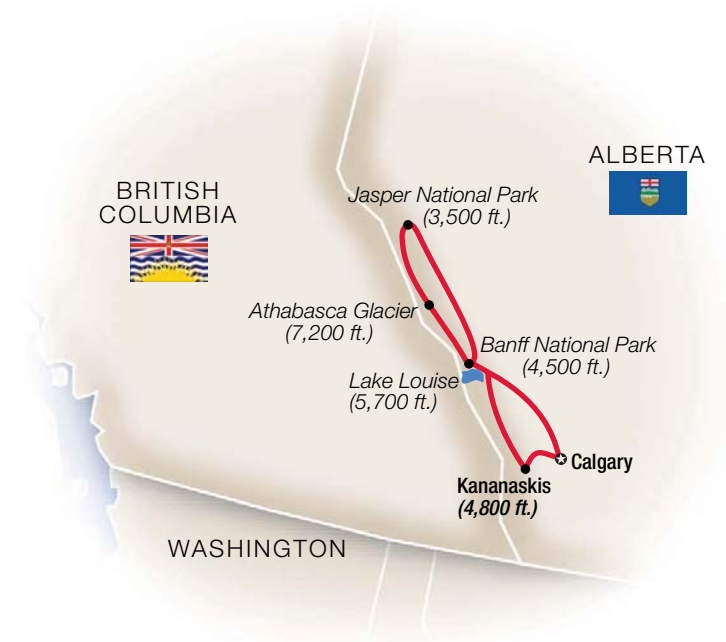 ALBERTA
BRITISH
COLUMBIA
Jasper National Park
(3,500 ft.)
Athabasca Glacier
(7,200 ft.)
Banff National Park
(4,500 ft.)
Lake Louise
(5,700 ft.)
Calgary
Kananaskis
(4,800 ft.)
WASHINGTON